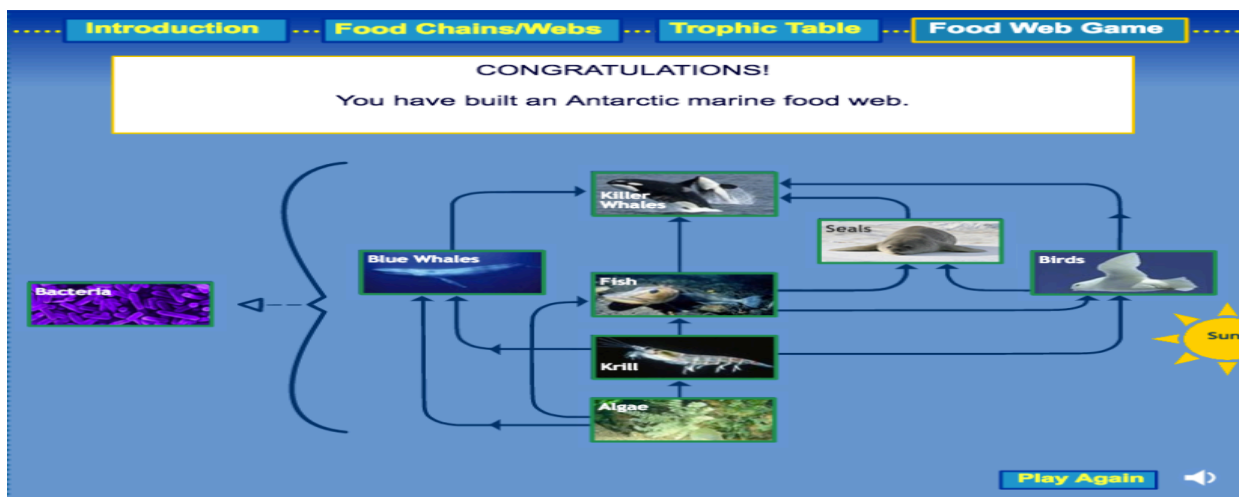 Introduction
Food Chains/Webs
Trophic Table
Food Web Game
CONGRATULATIONS!
You have built an Antarctic marine food web.
Killer
Whales
Seals
Blue Whales
Birds
Fish
Bacteria
Sun
Krill
Algae
Play Again